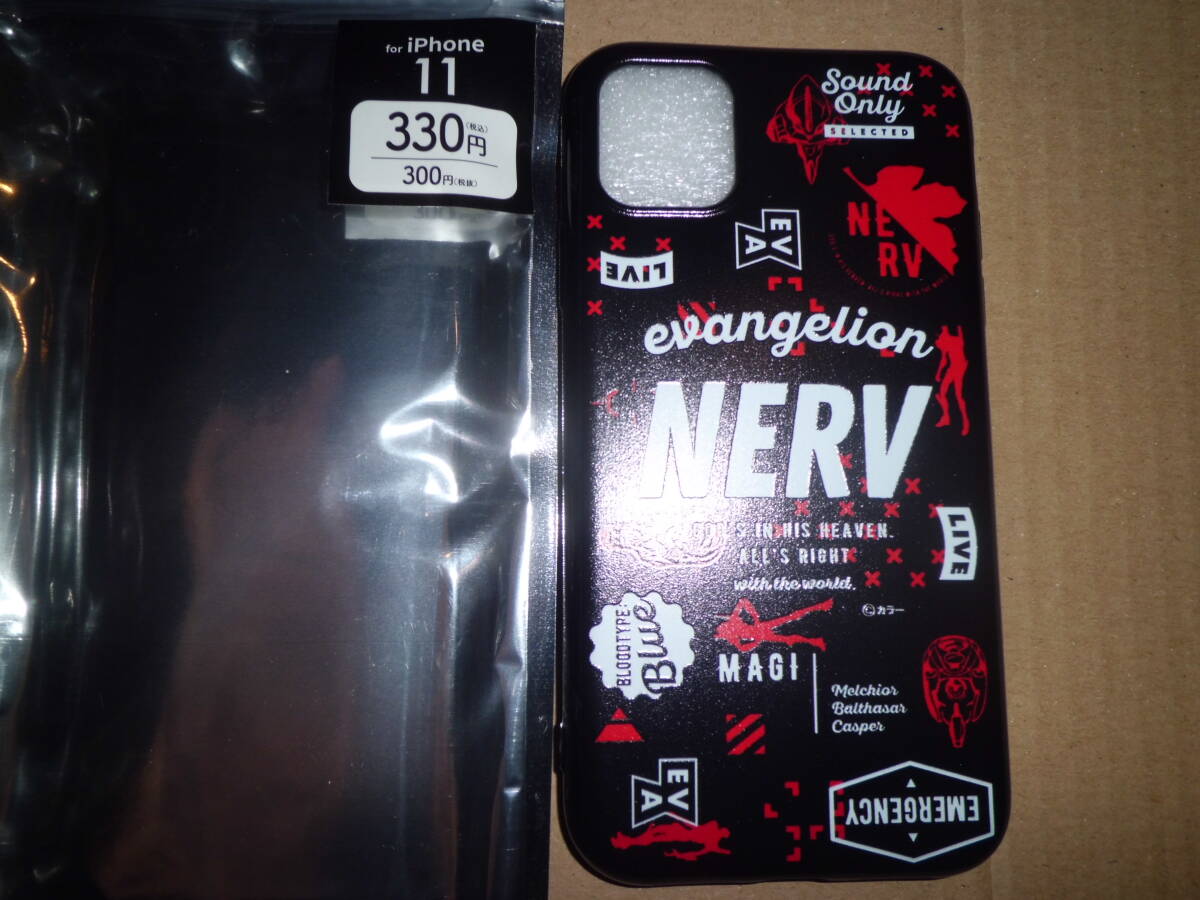 for iPhone
11
330円(税込)
300円(税抜)
Sound
Only
SELECTED
NE
RV
EV
A
LIVE
evangelion
NERV
GOD'S IN HIS HEAVEN.
ALL'S RIGHT
with the world.
LIVE
©カラー
BLOODTYPE:
Blue
MAGI
Melchior
Balthasar
Casper
EV
A
EMERGENCY